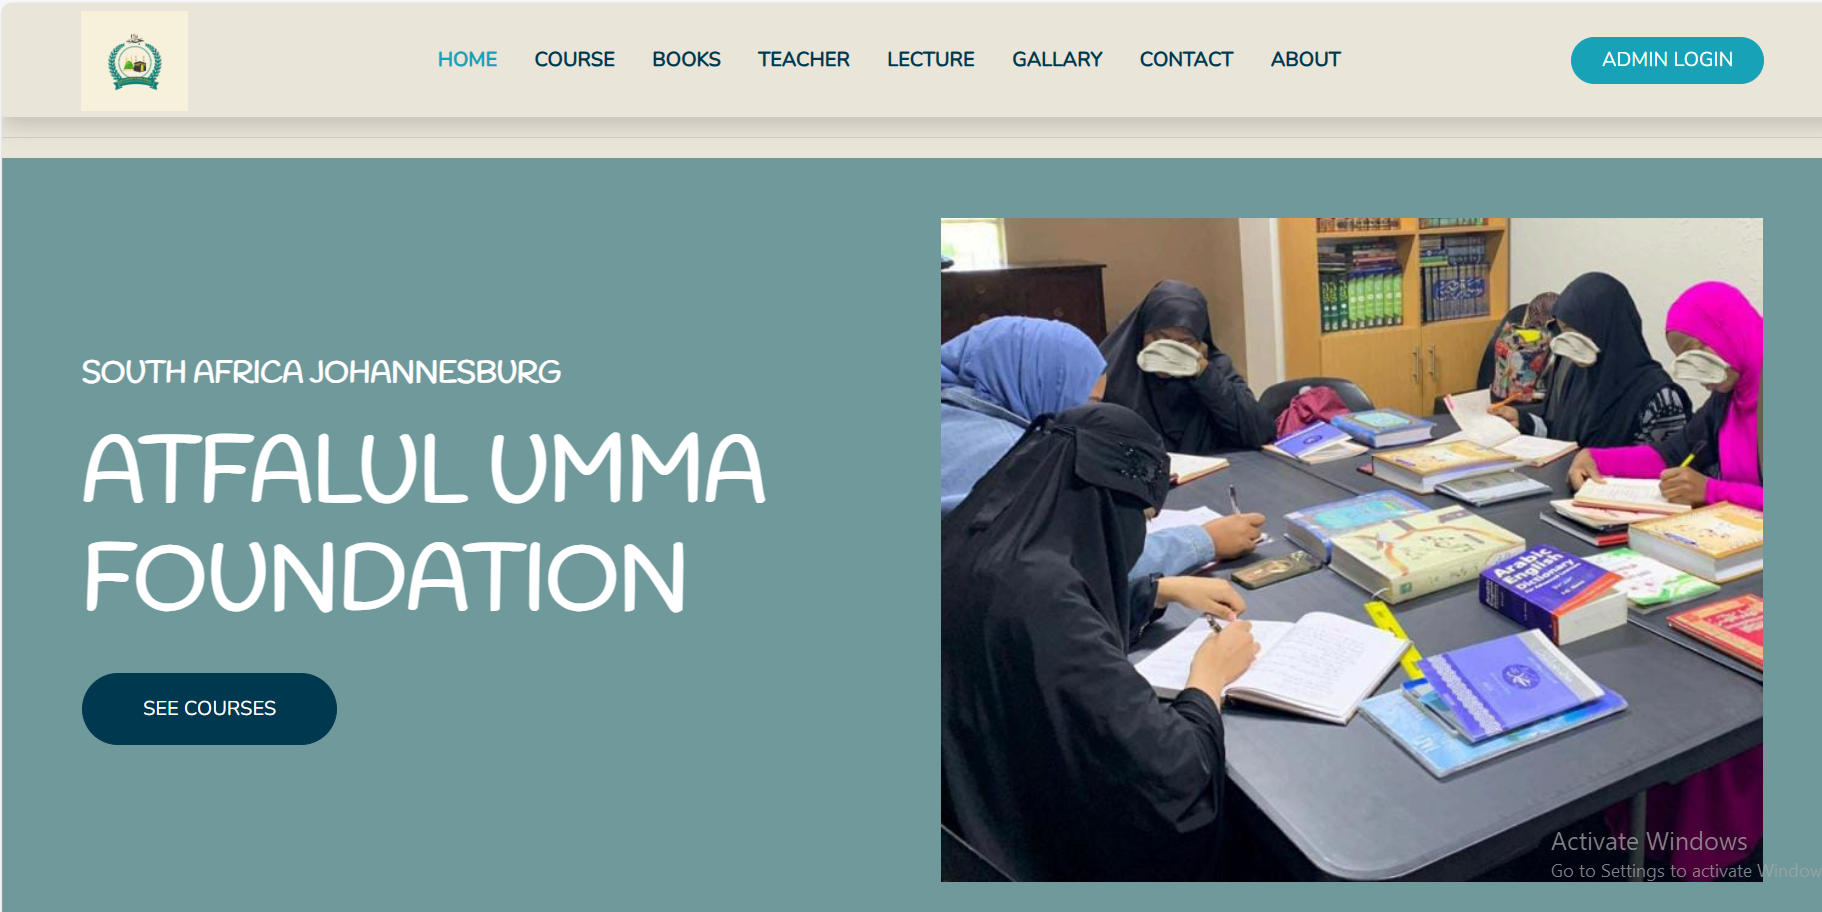 HOME COURSE BOOKS TEACHER LECTURE GALLARY CONTACT ABOUT ADMIN LOGIN
SOUTH AFRICA JOHANNESBURG
ATFALUL UMMA
FOUNDATION
SEE COURSES
Arabic
English
Dictionary
Activate Windows
Go to Settings to activate Window